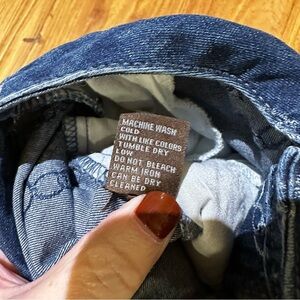 MACHINE WASH
COLD
WITH LIKE COLORS
TUMBLE DRY
LOW
DO NOT BLEACH
WARM IRON
CAN BE DRY
CLEANED